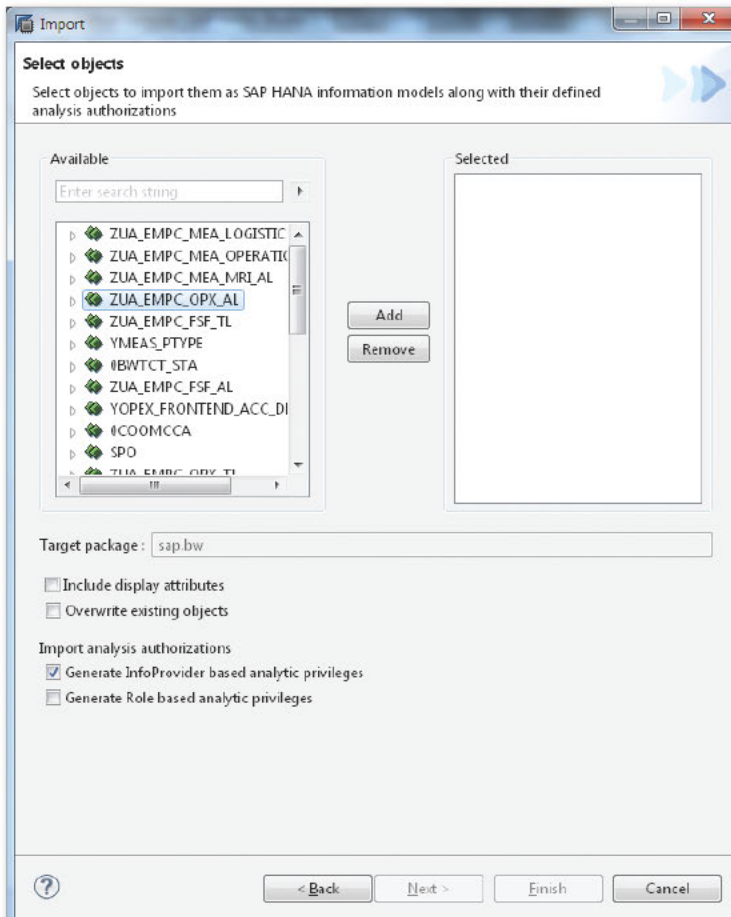 Import
Select objects
Select objects to import them as SAP HANA information models along with their defined
analysis authorizations
Available
Selected
Enter search string
ZUA_EMPC_MEA_LOGISTIC
ZUA_EMPC_MEA_OPERATIC
ZUA_EMPC_MEA_MRI_AL
ZUA_EMPC_OPX_AL
ZUA_EMPC_FSF_TL
YMEAS_PTYPE
0BWTCT_STA
ZUA_EMPC_FSF_AL
YOPEX_FRONTEND_ACC_DI
0COOMCCA
SPO
ZUA_EMPC_OPX_TL
Add
Remove
Target package : sap.bw
Include display attributes
Overwrite existing objects
Import analysis authorizations
Generate InfoProvider based analytic privileges
Generate Role based analytic privileges
?
< Back
Next >
Finish
Cancel